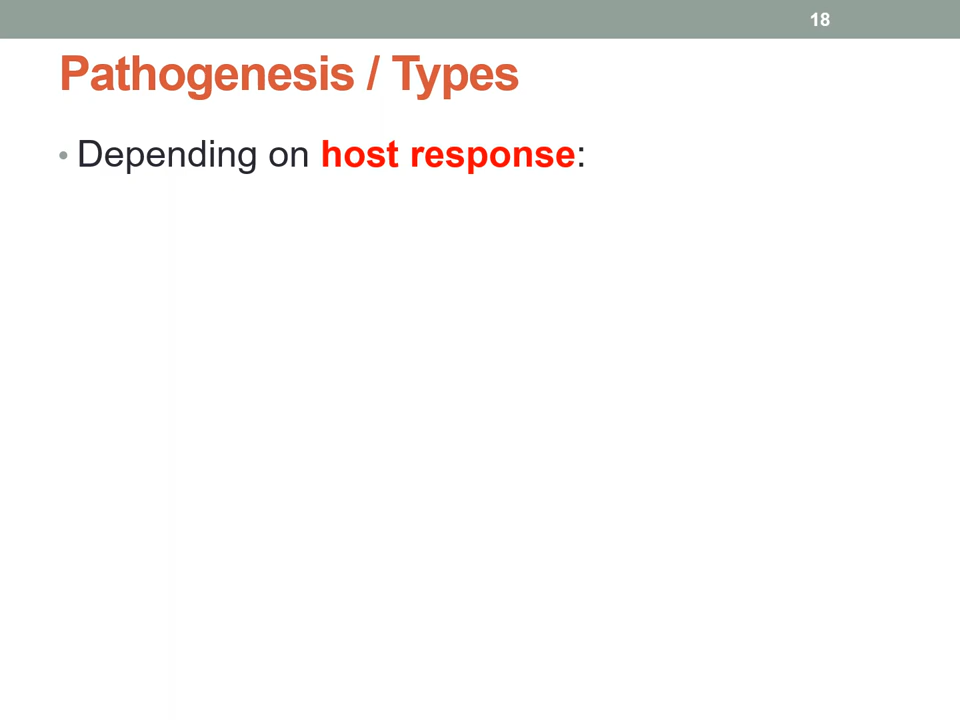 18
Pathogenesis / Types
• Depending on host response: